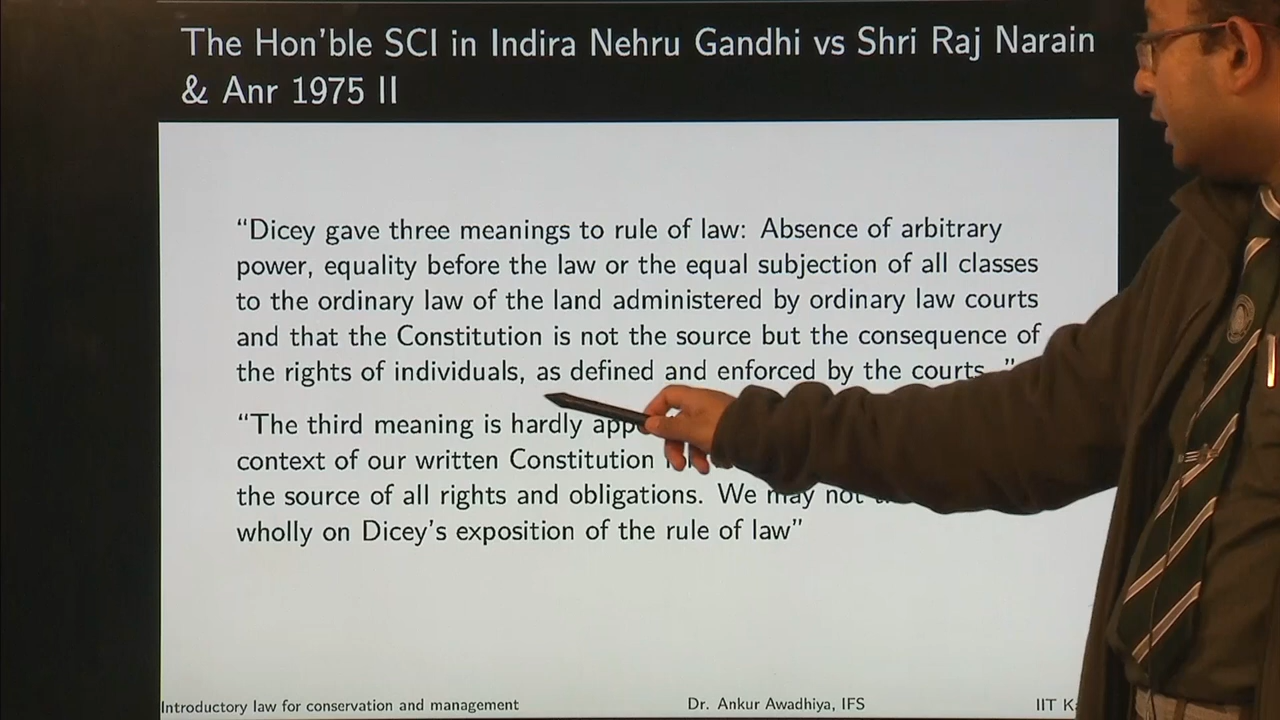 The Hon'ble SCI in Indira Nehru Gandhi vs Shri Raj Narain
& Anr 1975 II
“Dicey gave three meanings to rule of law: Absence of arbitrary
power, equality before the law or the equal subjection of all classes
to the ordinary law of the land administered by ordinary law courts
and that the Constitution is not the source but the consequence of
the rights of individuals, as defined and enforced by the courts ”
“The third meaning is hardly
context of our written Constitution
the source of all rights and obligations. We may not
wholly on Dicey’s exposition of the rule of law”
Introductory law for conservation and management
Dr. Ankur Awadhiya, IFS
IIT